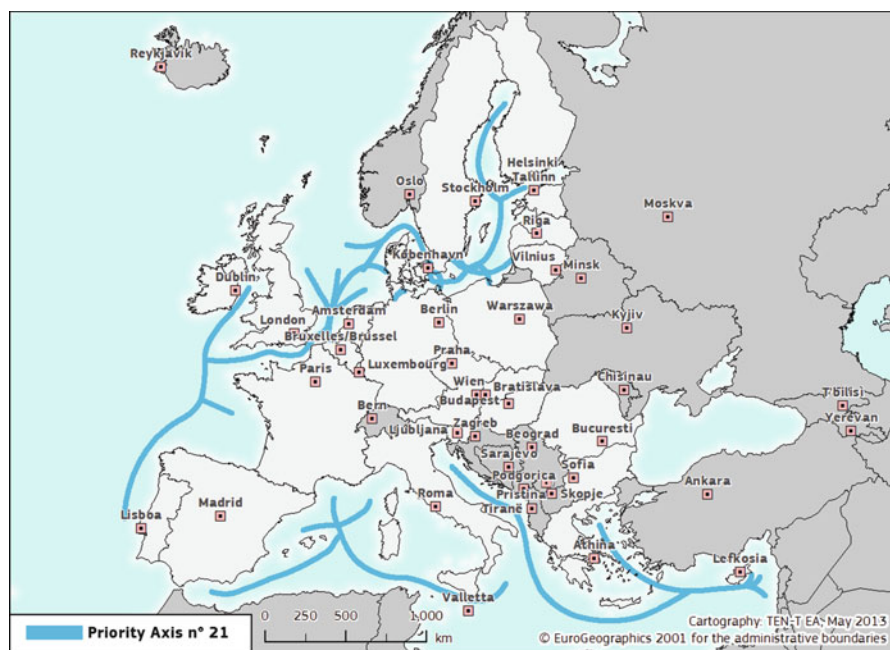 Reykjavik
Helsinki
Tallinn
Oslo
Stockholm
Moskva
Riga
København
Vilnius
Minsk
Dublin
Amsterdam
Berlin
Warszawa
London
Bruxelles/Brüssel
Kyjiv
Praha
Paris
Luxembourg
Wien
Bratislava
Chisinau
Budapest
Tbilisi
Bern
Ljubljana
Zagreb
Yerevan
Beograd
Bucuresti
Sarajevo
Podgorica
Sofia
Ankara
Lisboa
Madrid
Roma
Pristina
Skopje
Tiranë
Athina
Lefkosia
Valletta
Priority Axis n° 21
0 250 500 1,000
km
Cartography: TEN-T EA, May 2013
© EuroGeographics 2001 for the administrative boundaries